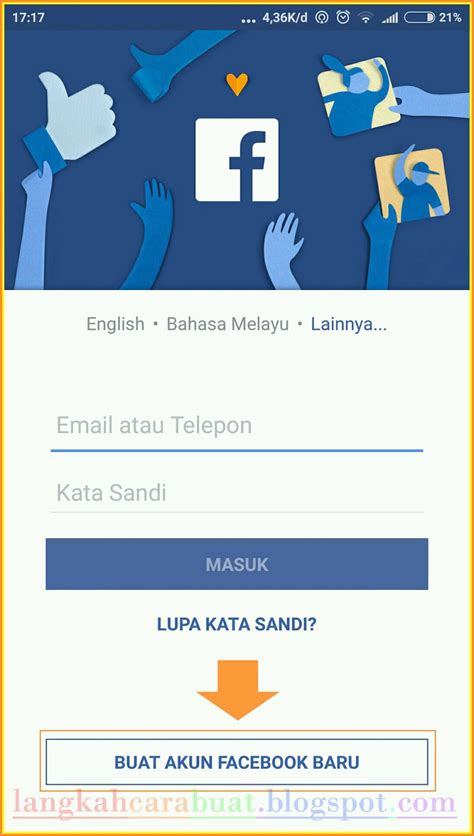 17:17 ... 4,36K/d 21%
f
English • Bahasa Melayu • Lainnya...
Email atau Telepon
Kata Sandi
MASUK
LUPA KATA SANDI?
BUAT AKUN FACEBOOK BARU
langkahcarabuat.blogspot.com